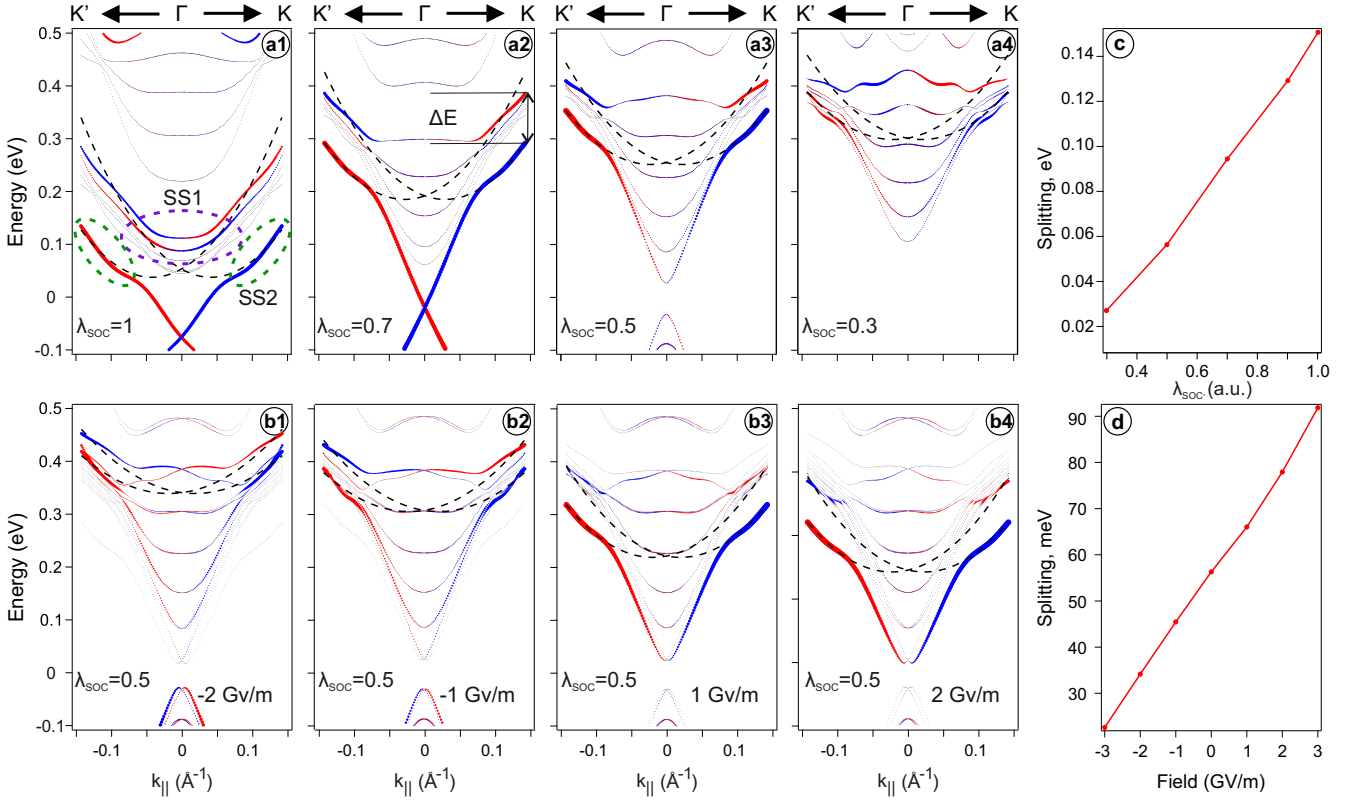 K' Γ K K' Γ K K' Γ K K' Γ K
a1 a2 a3 a4 c
0.5
0.4
0.3
0.2
0.1
0
-0.1
Energy (eV)
SS1
SS2
λSOC=1
ΔE
λSOC=0.7
λSOC=0.5
λSOC=0.3
0.14
0.12
0.10
0.08
0.06
0.04
0.02
Splitting, eV
0.4 0.6 0.8 1.0
λSOC. (a.u.)
b1 b2 b3 b4 d
0.5
0.4
0.3
0.2
0.1
0
-0.1
Energy (eV)
λSOC=0.5
-2 Gv/m
λSOC=0.5
-1 Gv/m
λSOC=0.5
1 Gv/m
λSOC=0.5
2 Gv/m
-0.1 0 0.1 -0.1 0 0.1 -0.1 0 0.1 -0.1 0 0.1
k|| (Å-1) k|| (Å-1) k|| (Å-1) k|| (Å-1)
90
80
70
60
50
40
30
Splitting, meV
-3 -2 -1 0 1 2 3
Field (GV/m)